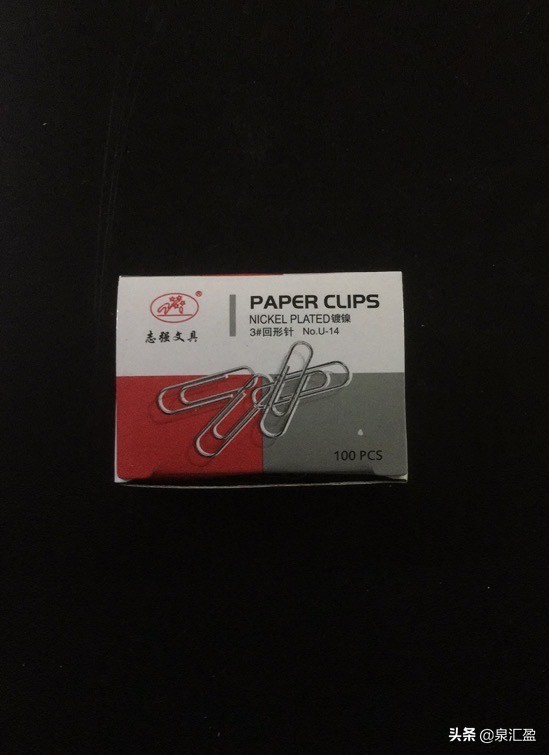 ®
志强文具
PAPER CLIPS
NICKEL PLATED镀镍
3#回形针 No.U-14
100 PCS
头条 @泉汇盈